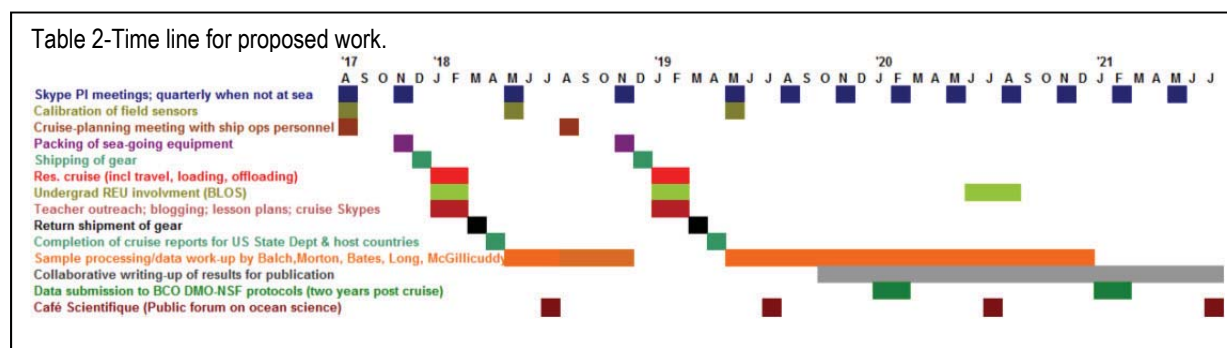 Table 2-Time line for proposed work.
'17 '18 '19 '20 '21
A S O N D J F M A M J J A S O N D J F M A M J J A S O N D J F M A M J J A S O N D J F M A M J J
Skype PI meetings; quarterly when not at sea
Calibration of field sensors
Cruise-planning meeting with ship ops personnel
Packing of sea-going equipment
Shipping of gear
Res. cruise (incl travel, loading, offloading)
Undergrad REU involvment (BLOS)
Teacher outreach; blogging; lesson plans; cruise Skypes
Return shipment of gear
Completion of cruise reports for US State Dept & host countries
Sample processing/data work-up by Balch,Morton, Bates, Long, McGillicuddy
Collaborative writing-up of results for publication
Data submission to BCO DMO-NSF protocols (two years post cruise)
Café Scientifique (Public forum on ocean science)